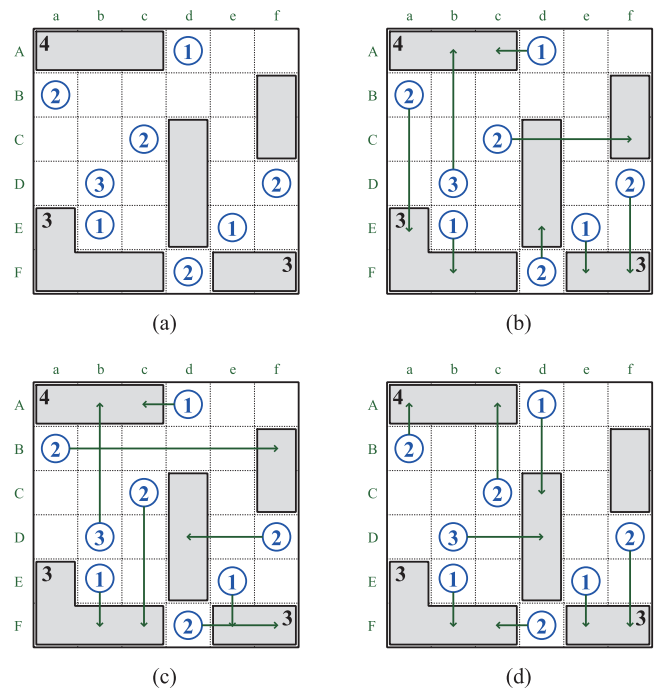 a b c d e f
A 4 1
B 2
C 2
D 3 2
E 3 1 1
F 2 3
(a)
a b c d e f
A 4 1
B 2
C 2
D 3 2
E 3 1 1
F 2 3
(b)
a b c d e f
A 4 1
B 2
C 2
D 3 2
E 3 1 1
F 2 3
(c)
a b c d e f
A 4 1
B 2
C 2
D 3 2
E 3 1 1
F 2 3
(d)